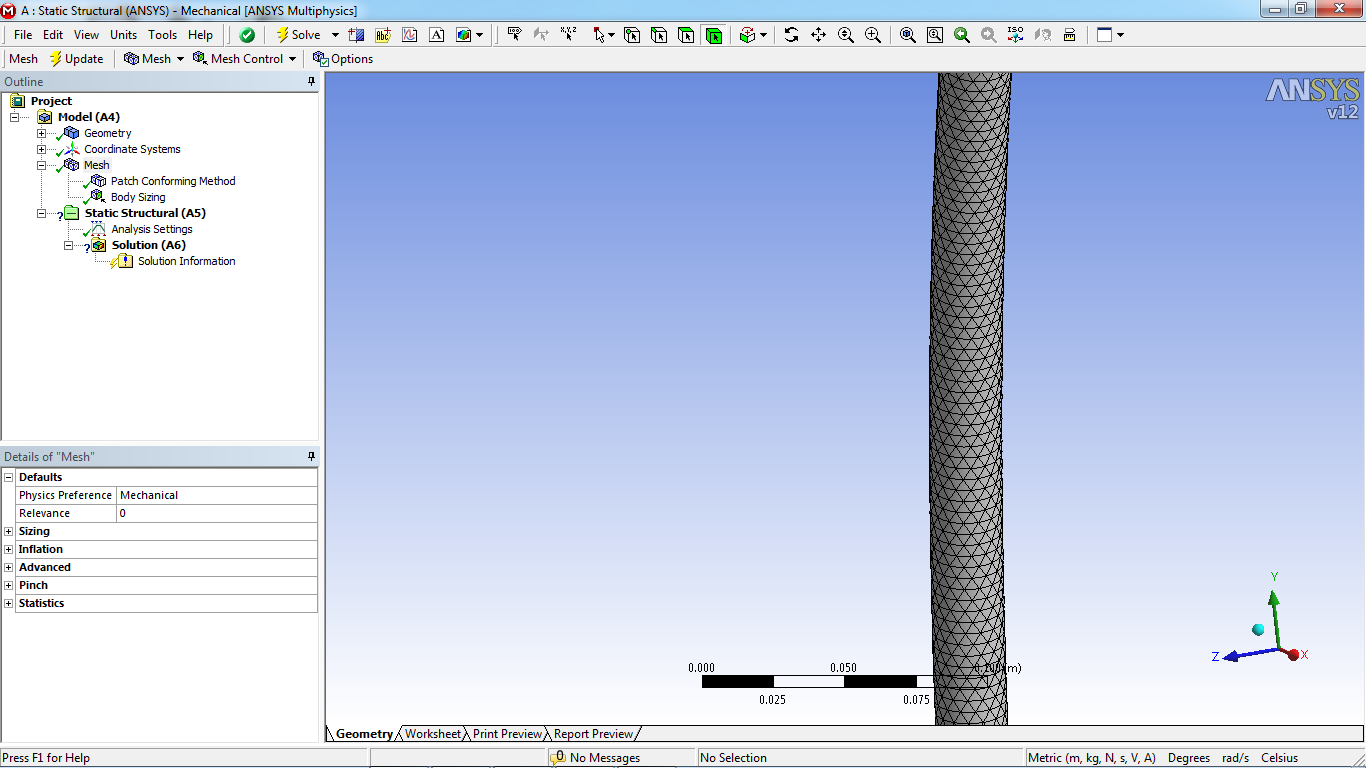 A : Static Structural (ANSYS) - Mechanical [ANSYS Multiphysics]
File Edit View Units Tools Help Solve
Mesh Update Mesh Mesh Control Options
Outline
Project
Model (A4)
Geometry
Coordinate Systems
Mesh
Patch Conforming Method
Body Sizing
Static Structural (A5)
Analysis Settings
Solution (A6)
Solution Information
Details of "Mesh"
Defaults
Physics Preference Mechanical
Relevance 0
Sizing
Inflation
Advanced
Pinch
Statistics
ANSYS
v12
Y
Z X
0.000 0.050 0.100 (m)
0.025 0.075
Geometry Worksheet Print Preview Report Preview
Press F1 for Help 0 No Messages No Selection Metric (m, kg, N, s, V, A) Degrees rad/s Celsius